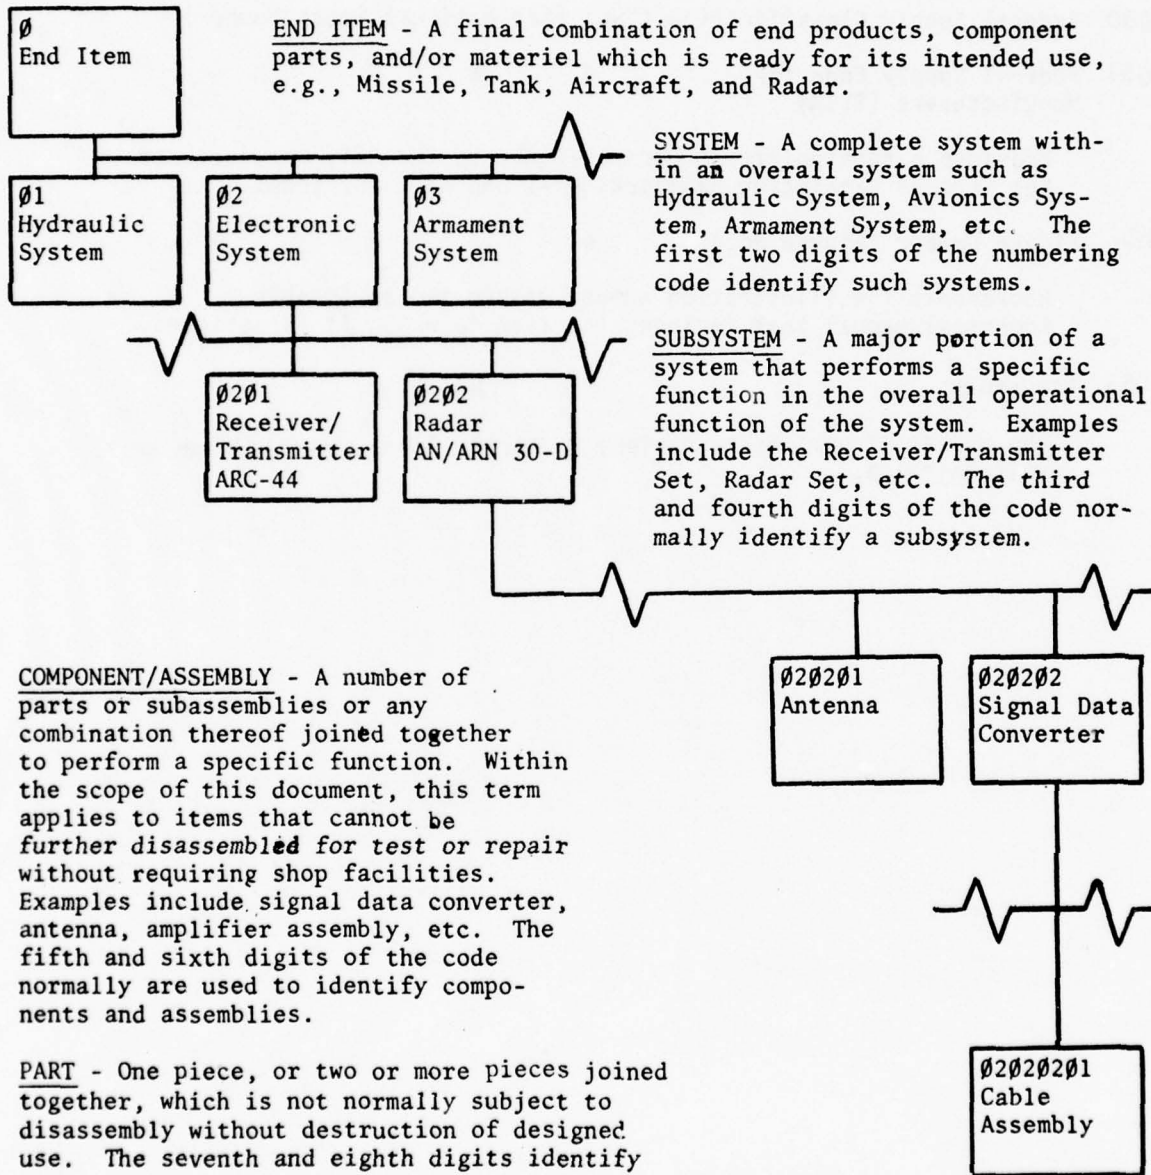 Ø
End Item
END ITEM - A final combination of end products, component
parts, and/or materiel which is ready for its intended use,
e.g., Missile, Tank, Aircraft, and Radar.
Ø1
Hydraulic
System
Ø2
Electronic
System
Ø3
Armament
System
SYSTEM - A complete system with-
in an overall system such as
Hydraulic System, Avionics Sys-
tem, Armament System, etc. The
first two digits of the numbering
code identify such systems.
Ø2Ø1
Receiver/
Transmitter
ARC-44
Ø2Ø2
Radar
AN/ARN 30-D
SUBSYSTEM - A major portion of a
system that performs a specific
function in the overall operational
function of the system. Examples
include the Receiver/Transmitter
Set, Radar Set, etc. The third
and fourth digits of the code nor-
mally identify a subsystem.
COMPONENT/ASSEMBLY - A number of
parts or subassemblies or any
combination thereof joined together
to perform a specific function. Within
the scope of this document, this term
applies to items that cannot be
further disassembled for test or repair
without requiring shop facilities.
Examples include signal data converter,
antenna, amplifier assembly, etc. The
fifth and sixth digits of the code
normally are used to identify compo-
nents and assemblies.
Ø2Ø2Ø1
Antenna
Ø2Ø2Ø2
Signal Data
Converter
PART - One piece, or two or more pieces joined
together, which is not normally subject to
disassembly without destruction of designed
use. The seventh and eighth digits identify
Ø2Ø2Ø2Ø1
Cable
Assembly